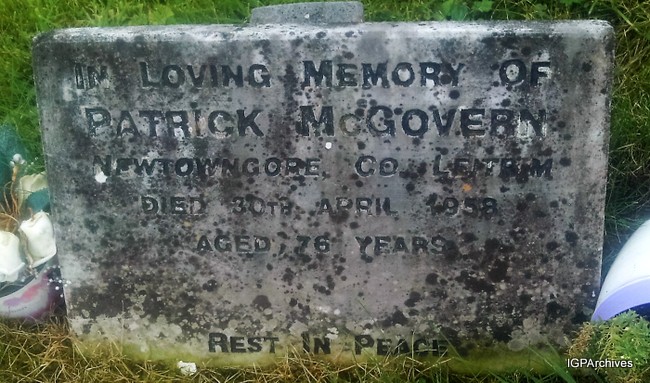 IN LOVING MEMORY OF
PATRICK McGOVERN
NEWTOWNGORE, CO. LEITRIM
DIED 30TH APRIL 1958
AGED 76 YEARS
REST IN PEACE
IGPArchives